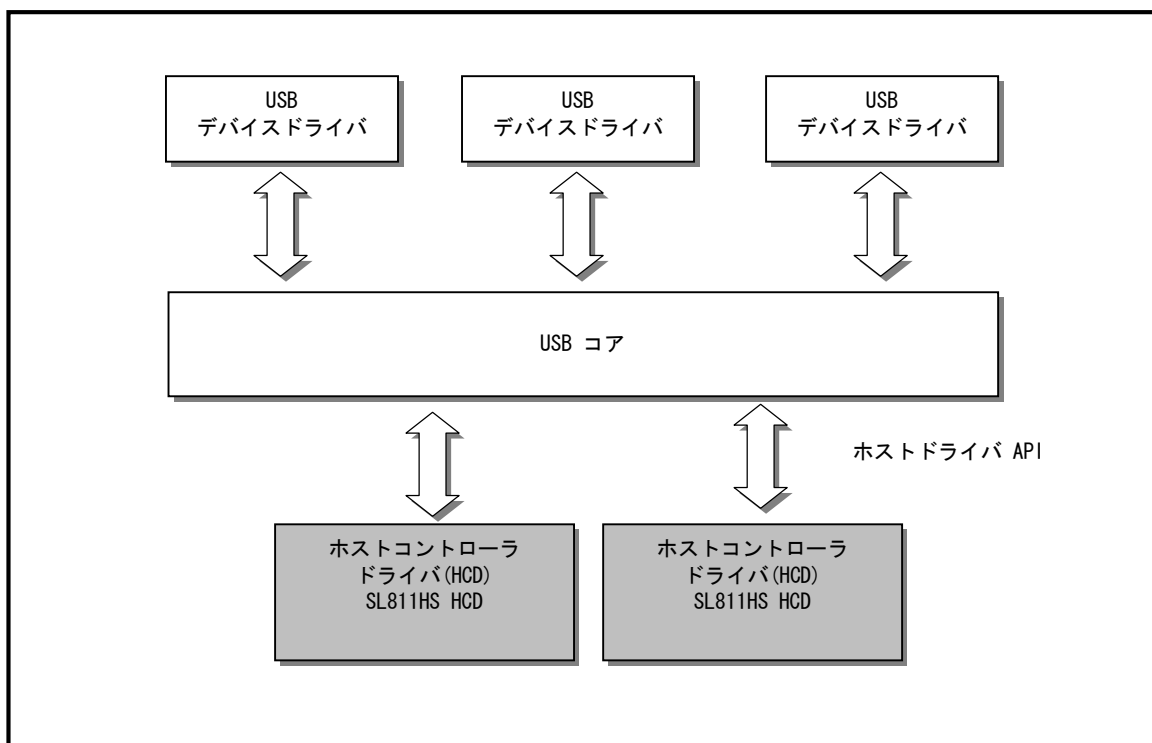 USB
デバイスドライバ
USB
デバイスドライバ
USB
デバイスドライバ
USB コア
ホストドライバ API
ホストコントローラ
ドライバ(HCD)
SL811HS HCD
ホストコントローラ
ドライバ(HCD)
SL811HS HCD